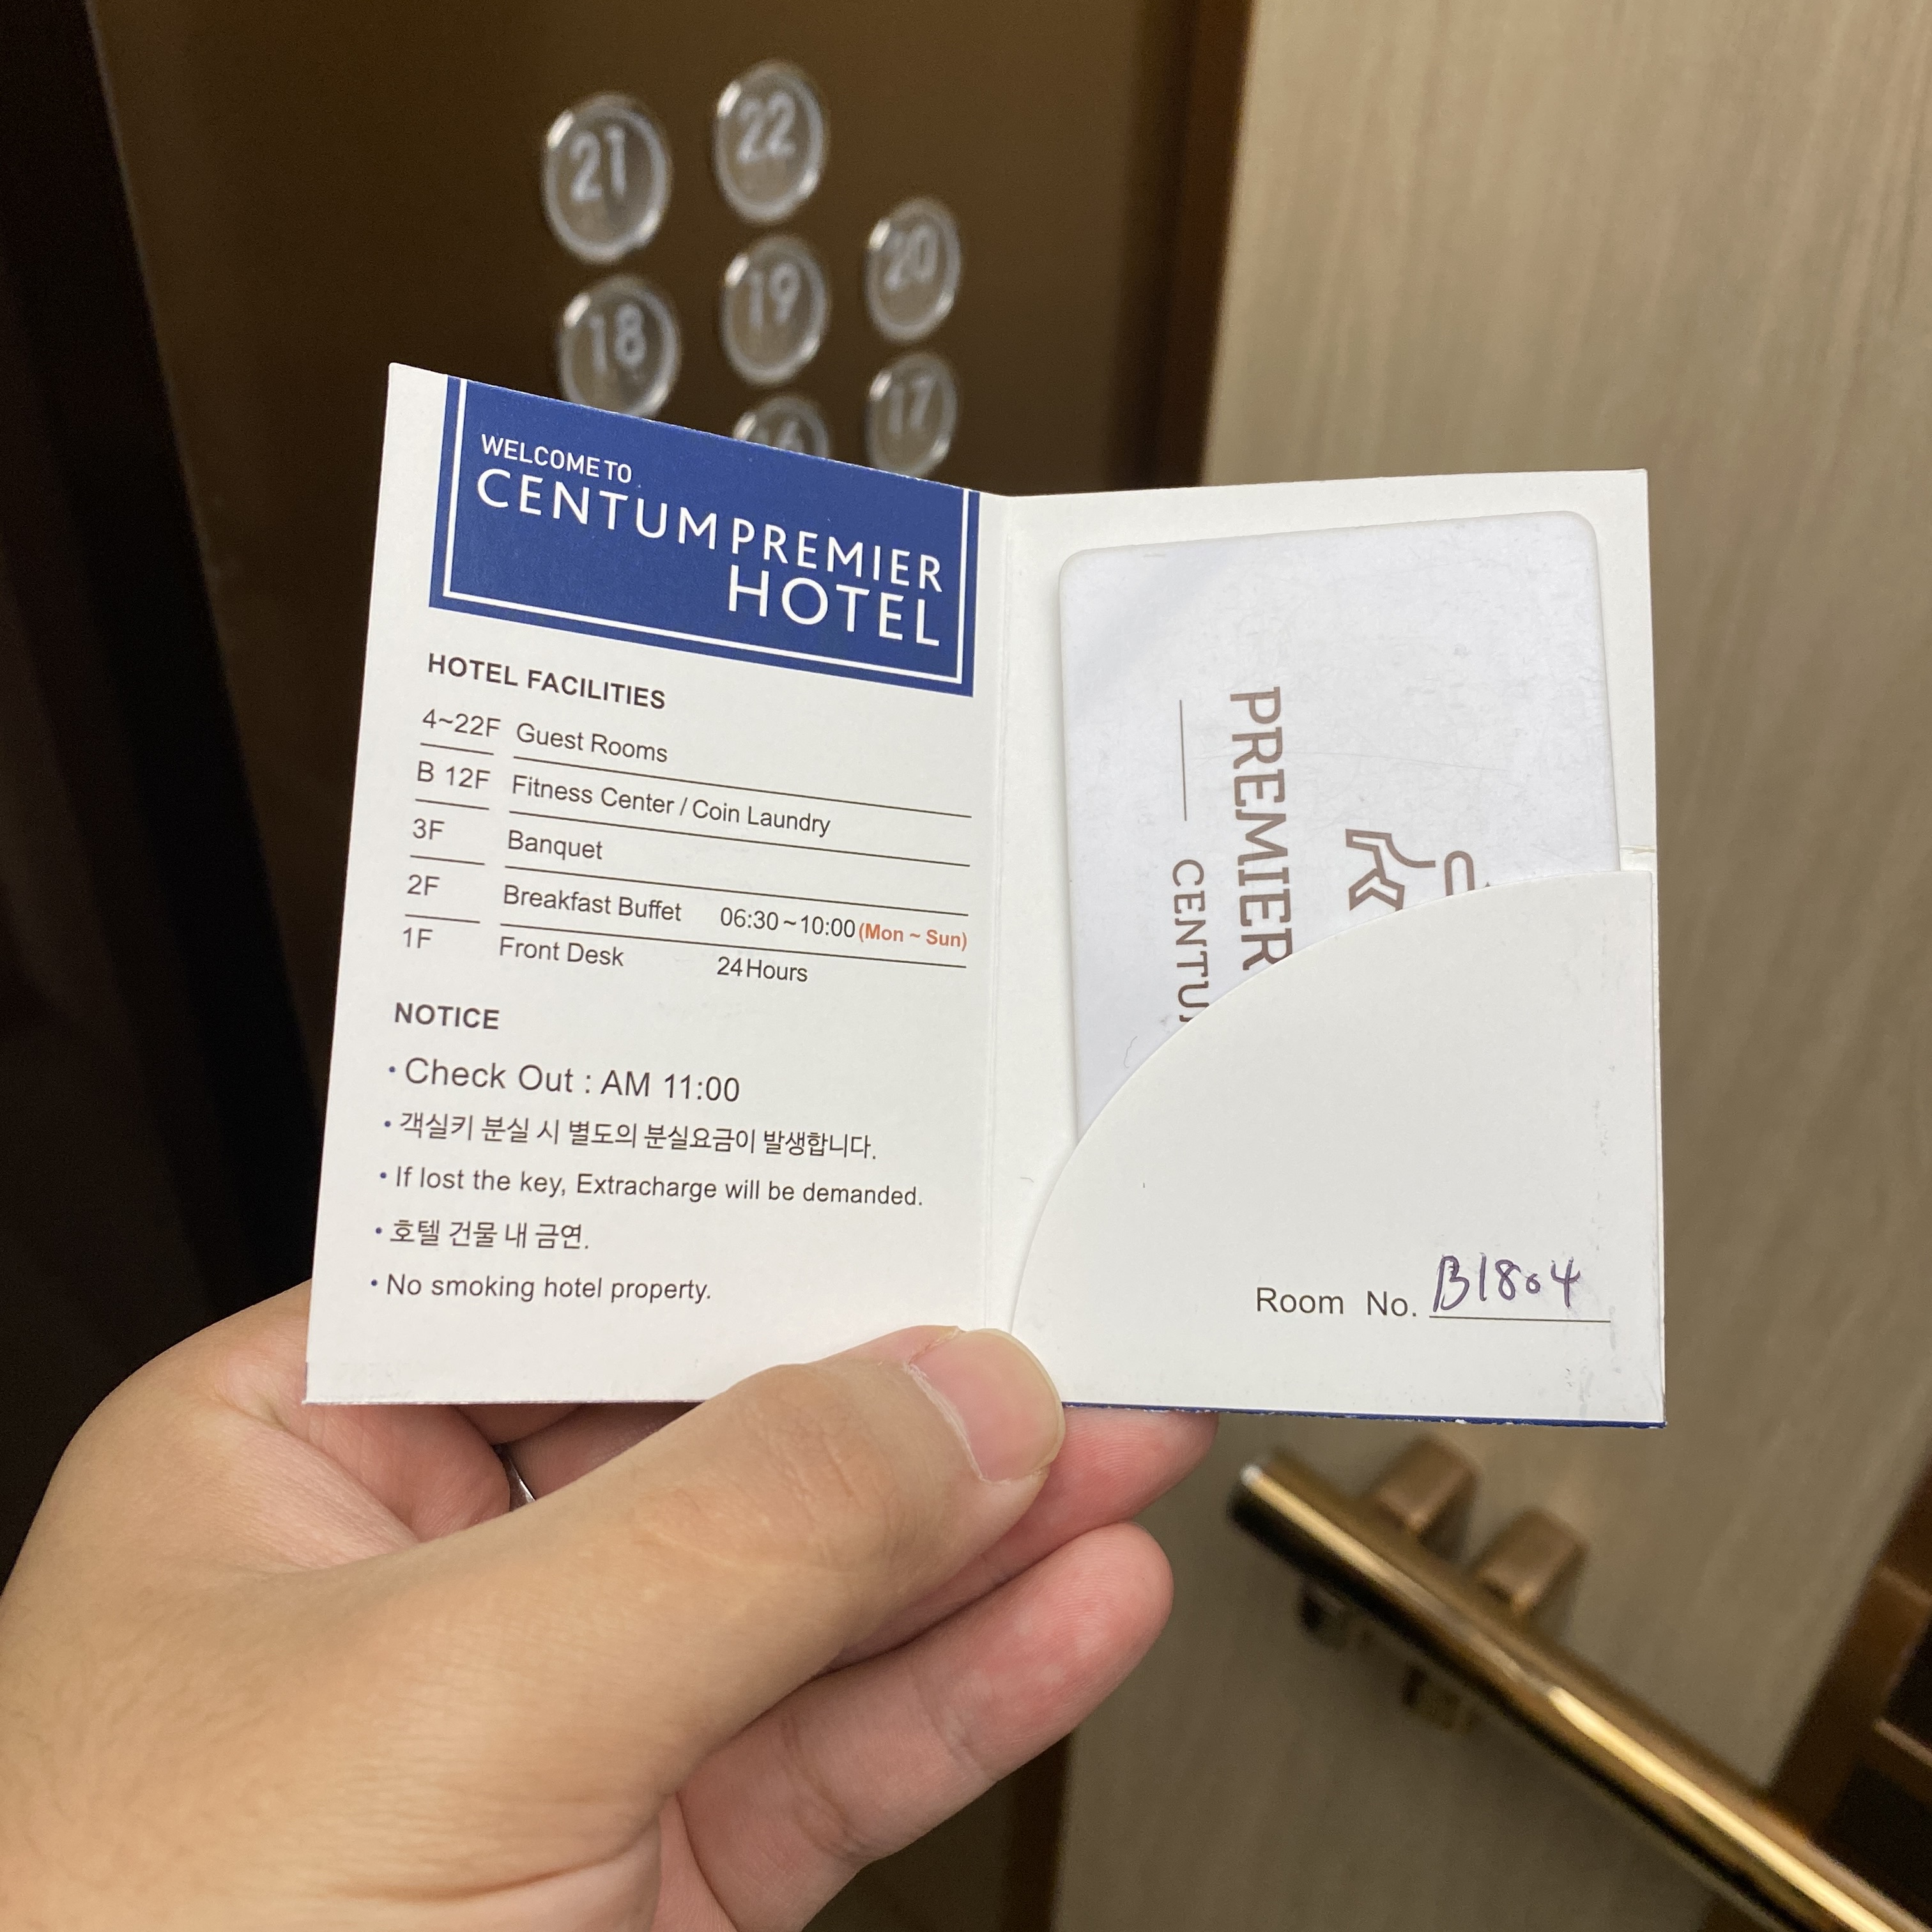 21
22
18
19
20
17
WELCOME TO
CENTUM PREMIER
HOTEL
HOTEL FACILITIES
4~22F Guest Rooms
B 12F Fitness Center / Coin Laundry
3F Banquet
2F Breakfast Buffet 06:30~10:00 (Mon ~ Sun)
1F Front Desk 24Hours
NOTICE
• Check Out : AM 11:00
• 객실키 분실 시 별도의 분실요금이 발생합니다.
• If lost the key, Extracharge will be demanded.
• 호텔 건물 내 금연.
• No smoking hotel property.
PREMIER
Room No. B1804